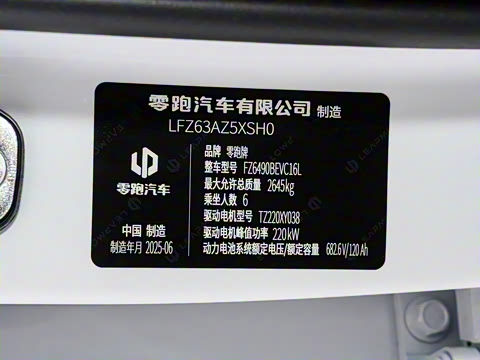 零跑汽车有限公司 制造
LFZ63AZ5XSH0
品牌 零跑牌
整车型号 FZ6490BEVC16L
最大允许总质量 2645kg
乘坐人数 6
驱动电机型号 TZ220XY038
驱动电机峰值功率 220kW
动力电池系统额定电压/额定容量 682.6V/120Ah
零跑汽车
中国 制造
制造年月 2025-06